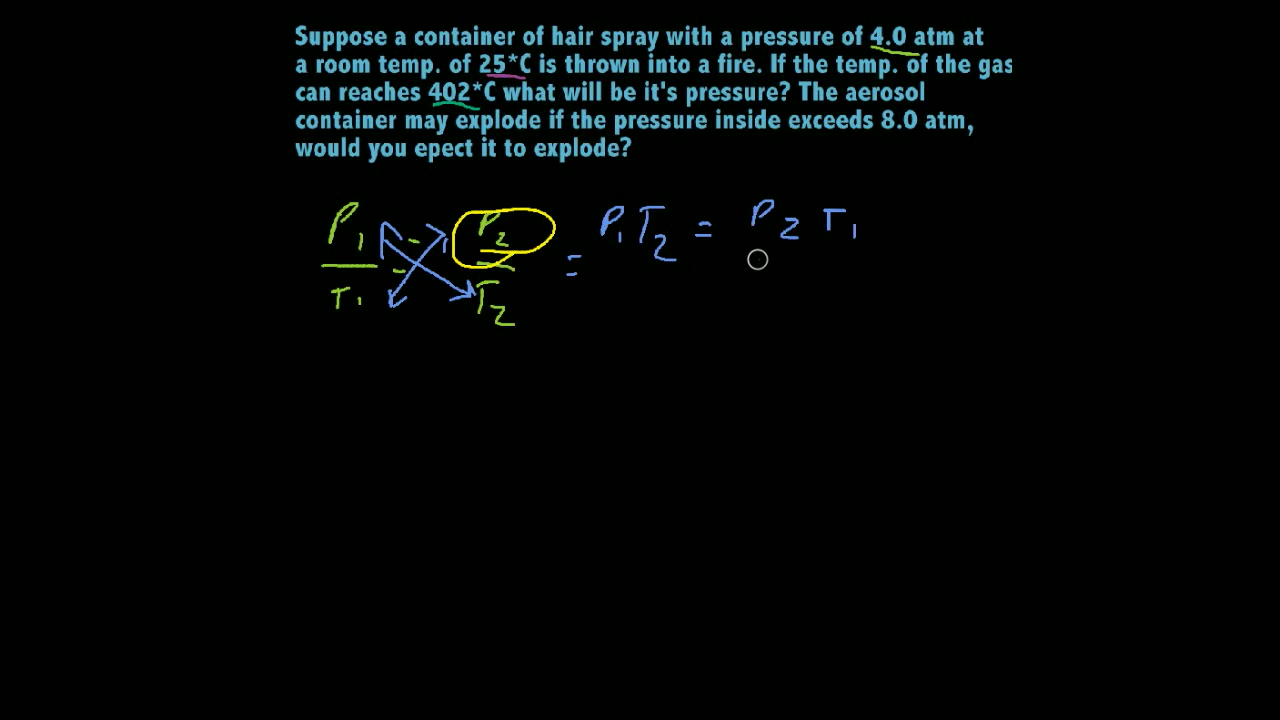 Suppose a container of hair spray with a pressure of 4.0 atm at
a room temp. of 25*C is thrown into a fire. If the temp. of the gas
can reaches 402*C what will be it's pressure? The aerosol
container may explode if the pressure inside exceeds 8.0 atm,
would you epect it to explode?
P1 = P2 = P1 T2 = P2 T1
T1 T2